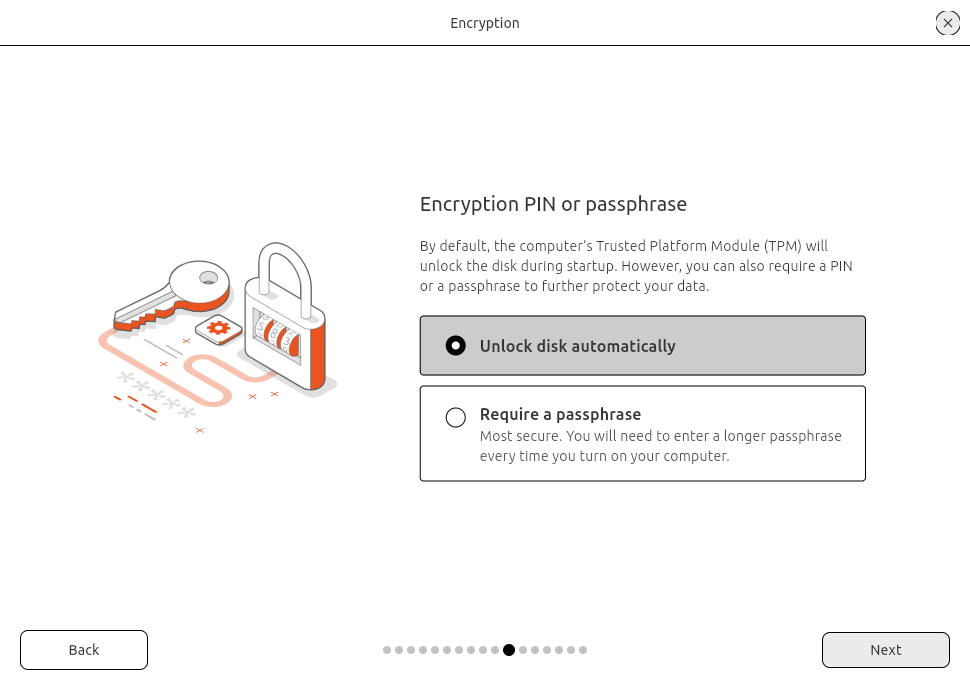 Encryption
Encryption PIN or passphrase
By default, the computer's Trusted Platform Module (TPM) will
unlock the disk during startup. However, you can also require a PIN
or a passphrase to further protect your data.
Unlock disk automatically
Require a passphrase
Most secure. You will need to enter a longer passphrase
every time you turn on your computer.
Back
Next